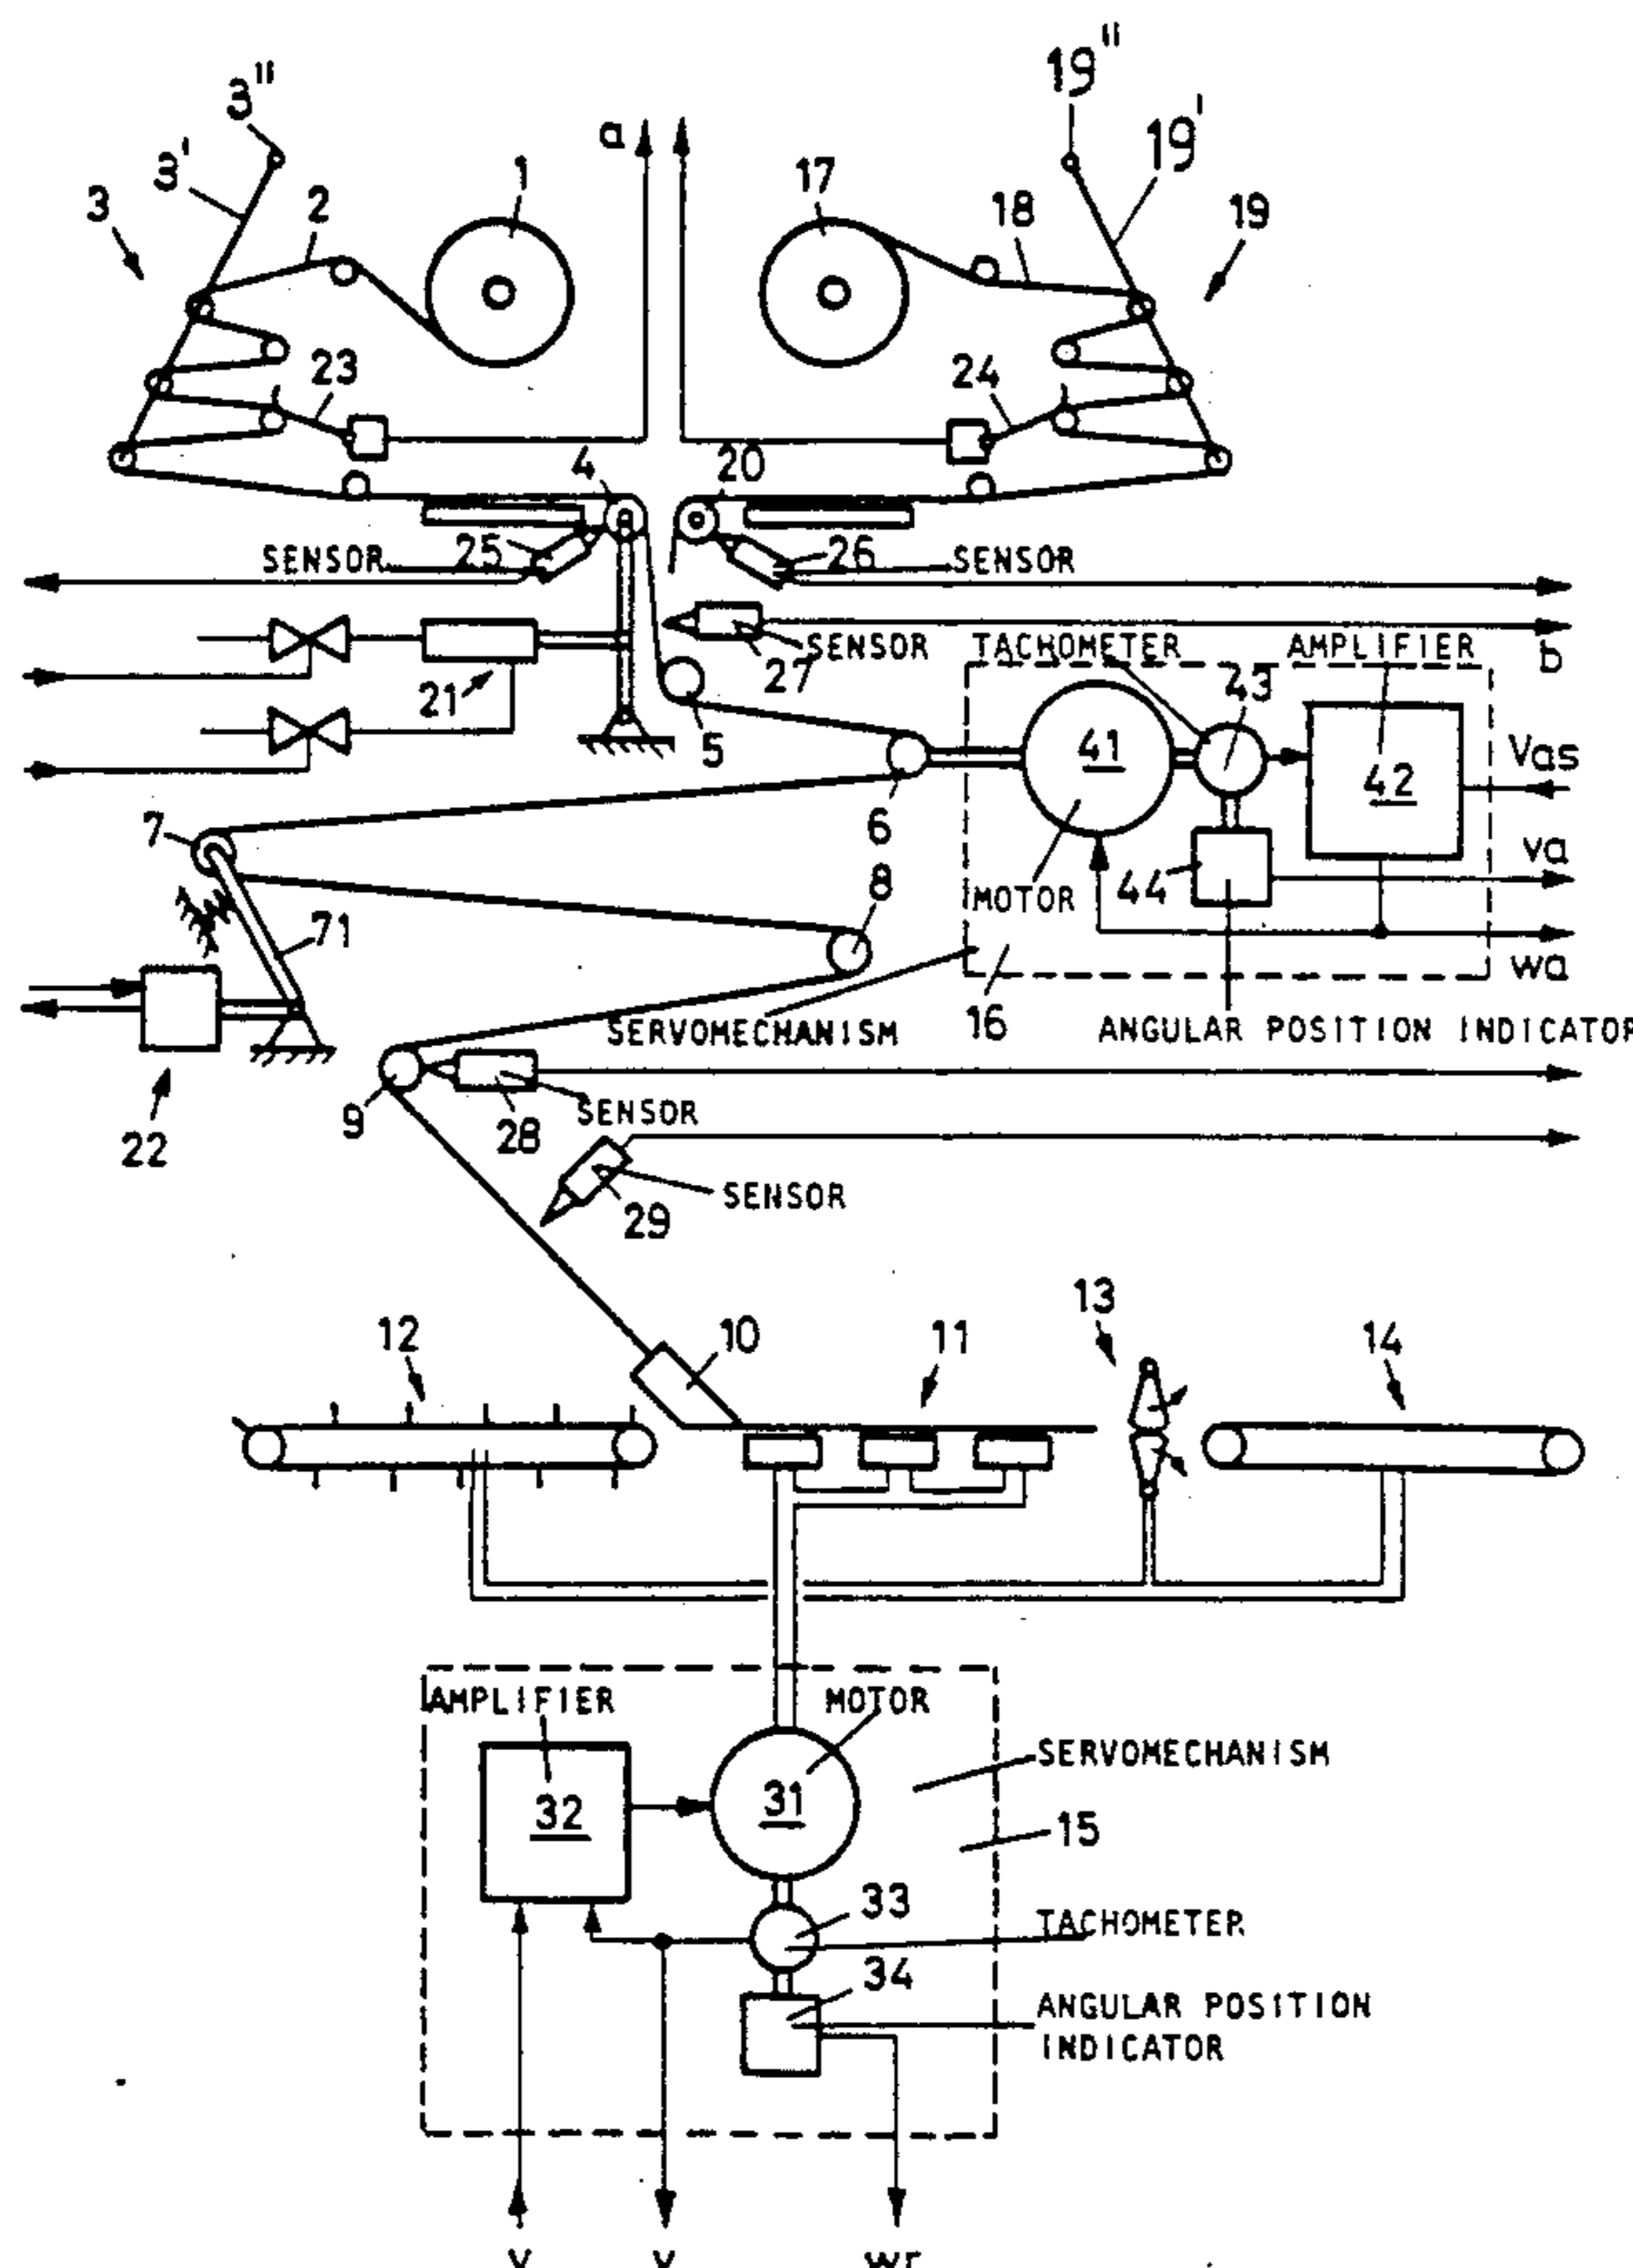 3" 19"
3' 19'
3 2 1 a 17 18 19
23 24
4 20
SENSOR 25 26 SENSOR
SENSOR TACHOMETER AMPLIFIER b
21 27 43
5 41 42 Vas
7 6 va
8 MOTOR 44
71 wa
SERVOMECHANISM 16 ANGULAR POSITION INDICATOR
9 28 SENSOR
22
29 SENSOR
12 10 11 13 14
AMPLIFIER MOTOR
SERVOMECHANISM
32 31 15
33 TACHOMETER
34 ANGULAR POSITION
INDICATOR
v v wr